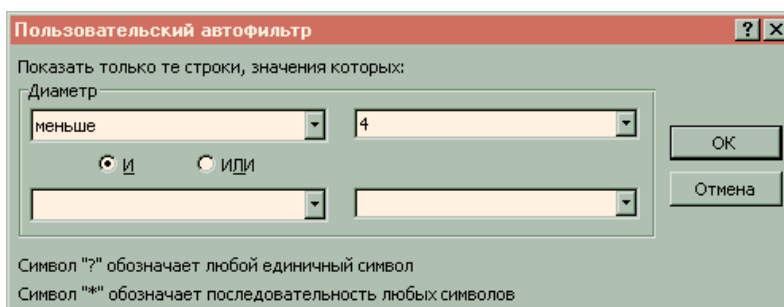 Пользовательский автофильтр
Показать только те строки, значения которых:
Диаметр
меньше 4
И ИЛИ
ОК
Отмена
Символ "?" обозначает любой единичный символ
Символ "*" обозначает последовательность любых символов